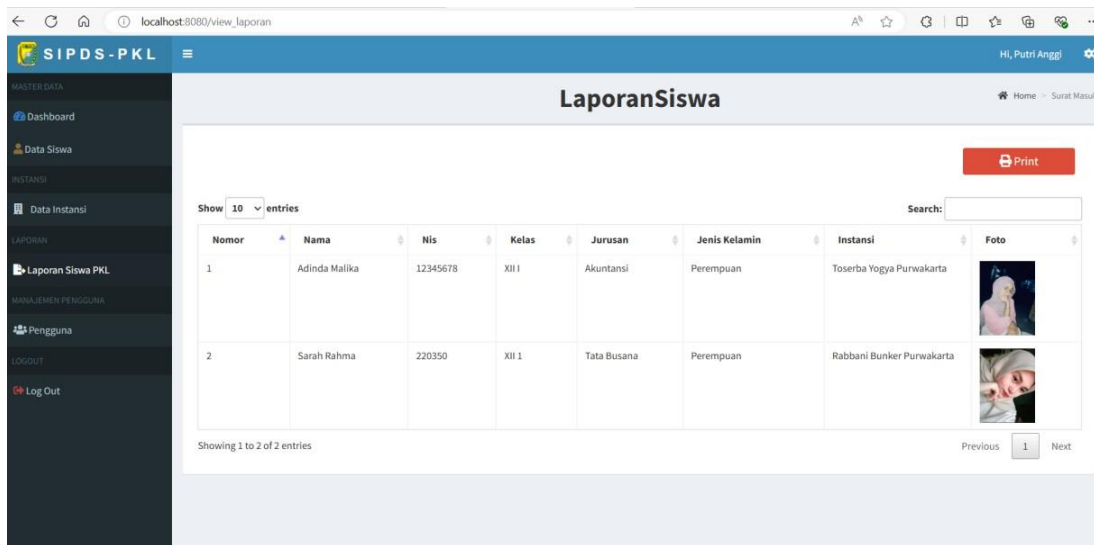 localhost:8080/view_laporan
SIPDS-PKL
Hi, Putri Anggi
MASTER DATA
Dashboard
Data Siswa
INSTANSI
Data Instansi
LAPORAN
Laporan Siswa PKL
MANAJEMEN PENGGUNA
Pengguna
LOGOUT
Log Out
LaporanSiswa
Home > Surat Masu
Print
Show 10 entries
Search:
Nomor Nama Nis Kelas Jurusan Jenis Kelamin Instansi Foto
1 Adinda Malika 12345678 XII I Akuntansi Perempuan Toserba Yogya Purwakarta
2 Sarah Rahma 220350 XII 1 Tata Busana Perempuan Rabbani Bunker Purwakarta
Showing 1 to 2 of 2 entries
Previous 1 Next